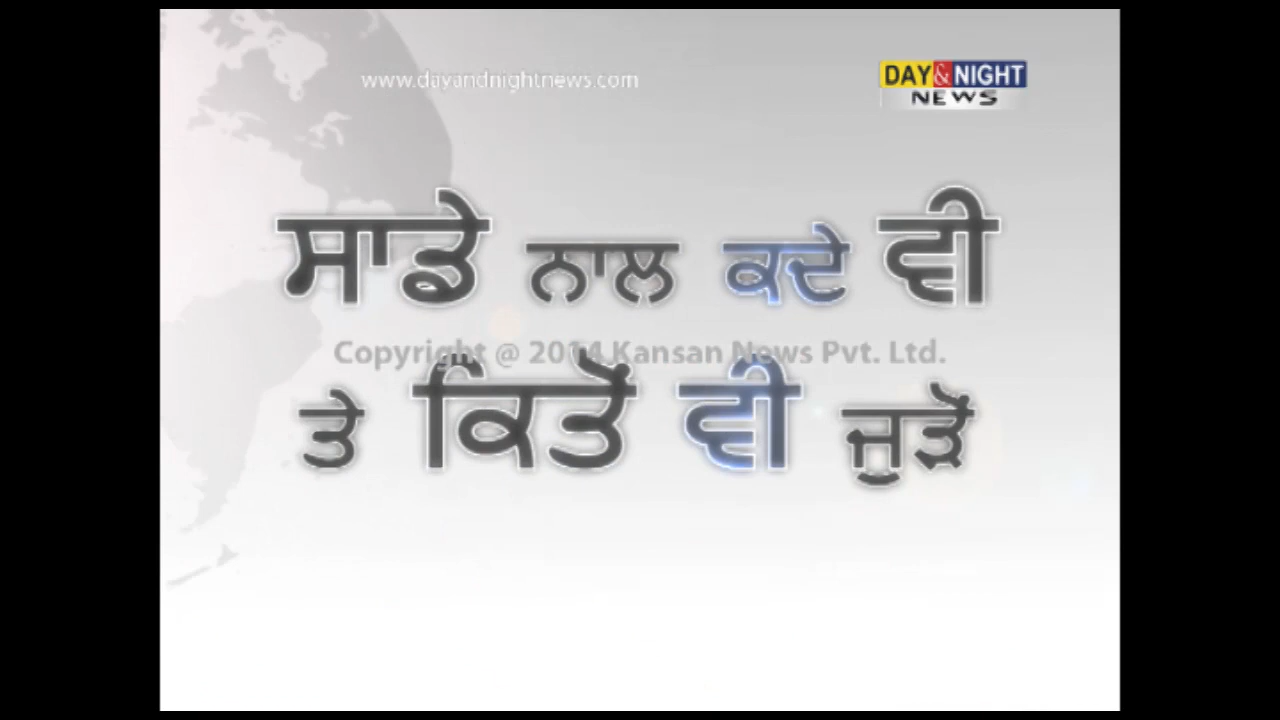 www.dayandnightnews.com
DAY&NIGHT
NEWS
ਸਾਡੇ ਨਾਲ ਕਦੇ ਵੀ
Copyright @ 2014 Kansan News Pvt. Ltd.
ਤੇ ਕਿਤੋਂ ਵੀ ਜੁੜੋਂ